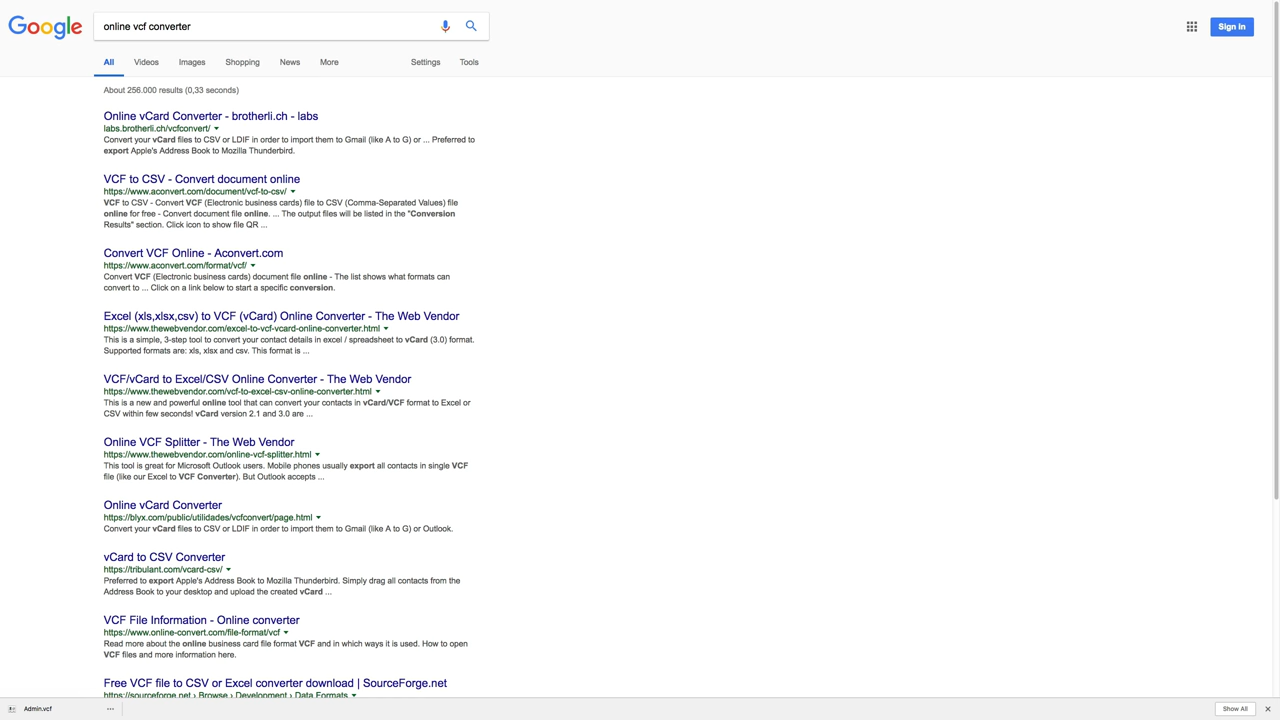 Google
online vcf converter
Sign in
All Videos Images Shopping News More Settings Tools
About 256.000 results (0,33 seconds)
Online vCard Converter - brotherli.ch - labs
labs.brotherli.ch/vcfconvert/
Convert your vCard files to CSV or LDIF in order to import them to Gmail (like A to G) or ... Preferred to
export Apple's Address Book to Mozilla Thunderbird.
VCF to CSV - Convert document online
https://www.aconvert.com/document/vcf-to-csv/
VCF to CSV - Convert VCF (Electronic business cards) file to CSV (Comma-Separated Values) file
online for free - Convert document file online. ... The output files will be listed in the "Conversion
Results" section. Click icon to show file QR ...
Convert VCF Online - Aconvert.com
https://www.aconvert.com/format/vcf/
Convert VCF (Electronic business cards) document file online - The list shows what formats can
convert to ... Click on a link below to start a specific conversion.
Excel (xls,xlsx,csv) to VCF (vCard) Online Converter - The Web Vendor
https://www.thewebvendor.com/excel-to-vcf-vcard-online-converter.html
This is a simple, 3-step tool to convert your contact details in excel / spreadsheet to vCard (3.0) format.
Supported formats are: xls, xlsx and csv. This format is ...
VCF/vCard to Excel/CSV Online Converter - The Web Vendor
https://www.thewebvendor.com/vcf-to-excel-csv-online-converter.html
This is a new and powerful online tool that can convert your contacts in vCard/VCF format to Excel or
CSV within few seconds! vCard version 2.1 and 3.0 are ...
Online VCF Splitter - The Web Vendor
https://www.thewebvendor.com/online-vcf-splitter.html
This tool is great for Microsoft Outlook users. Mobile phones usually export all contacts in single VCF
file (like our Excel to VCF Converter). But Outlook accepts ...
Online vCard Converter
https://blyx.com/public/utilidades/vcfconvert/page.html
Convert your vCard files to CSV or LDIF in order to import them to Gmail (like A to G) or Outlook.
vCard to CSV Converter
https://tribulant.com/vcard-csv/
Preferred to export Apple's Address Book to Mozilla Thunderbird. Simply drag all contacts from the
Address Book to your desktop and upload the created vCard ...
VCF File Information - Online converter
https://www.online-convert.com/file-format/vcf
Read more about the online business card file format VCF and in which ways it is used. How to open
VCF files and more information here.
Free VCF file to CSV or Excel converter download | SourceForge.net
https://sourceforge.net › Browse › Development › Data Formats
Admin.vcf
Show All